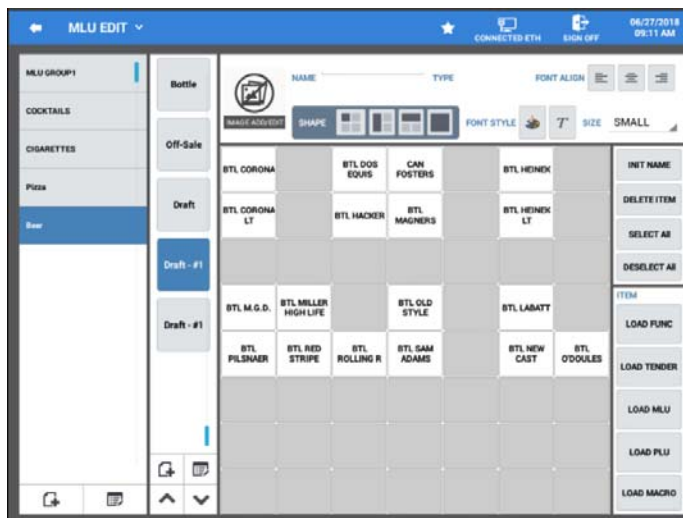 MLU EDIT
CONNECTED ETH
SIGN OFF
06/27/2018
09:11 AM
MLU GROUP1
COCKTAILS
CIGARETTES
Pizza
Beer
Bottle
Off-Sale
Draft
Draft - #1
Draft - #1
IMAGE ADD/EDIT
NAME
TYPE
FONT ALIGN
SHAPE
FONT STYLE
T
SIZE
SMALL
BTL CORONA
BTL DOS
EQUIS
CAN
FOSTERS
BTL HEINEK
BTL CORONA
LT
BTL HACKER
BTL
MAGNERS
BTL HEINEK
LT
BTL M.G.D.
BTL MILLER
HIGH LIFE
BTL OLD
STYLE
BTL LABATT
BTL
PILSNAER
BTL RED
STRIPE
BTL
ROLLING R
BTL SAM
ADAMS
BTL NEW
CAST
BTL
O'DOULES
INIT NAME
DELETE ITEM
SELECT All
DESELECT All
ITEM
LOAD FUNC
LOAD TENDER
LOAD MLU
LOAD PLU
LOAD MACRO